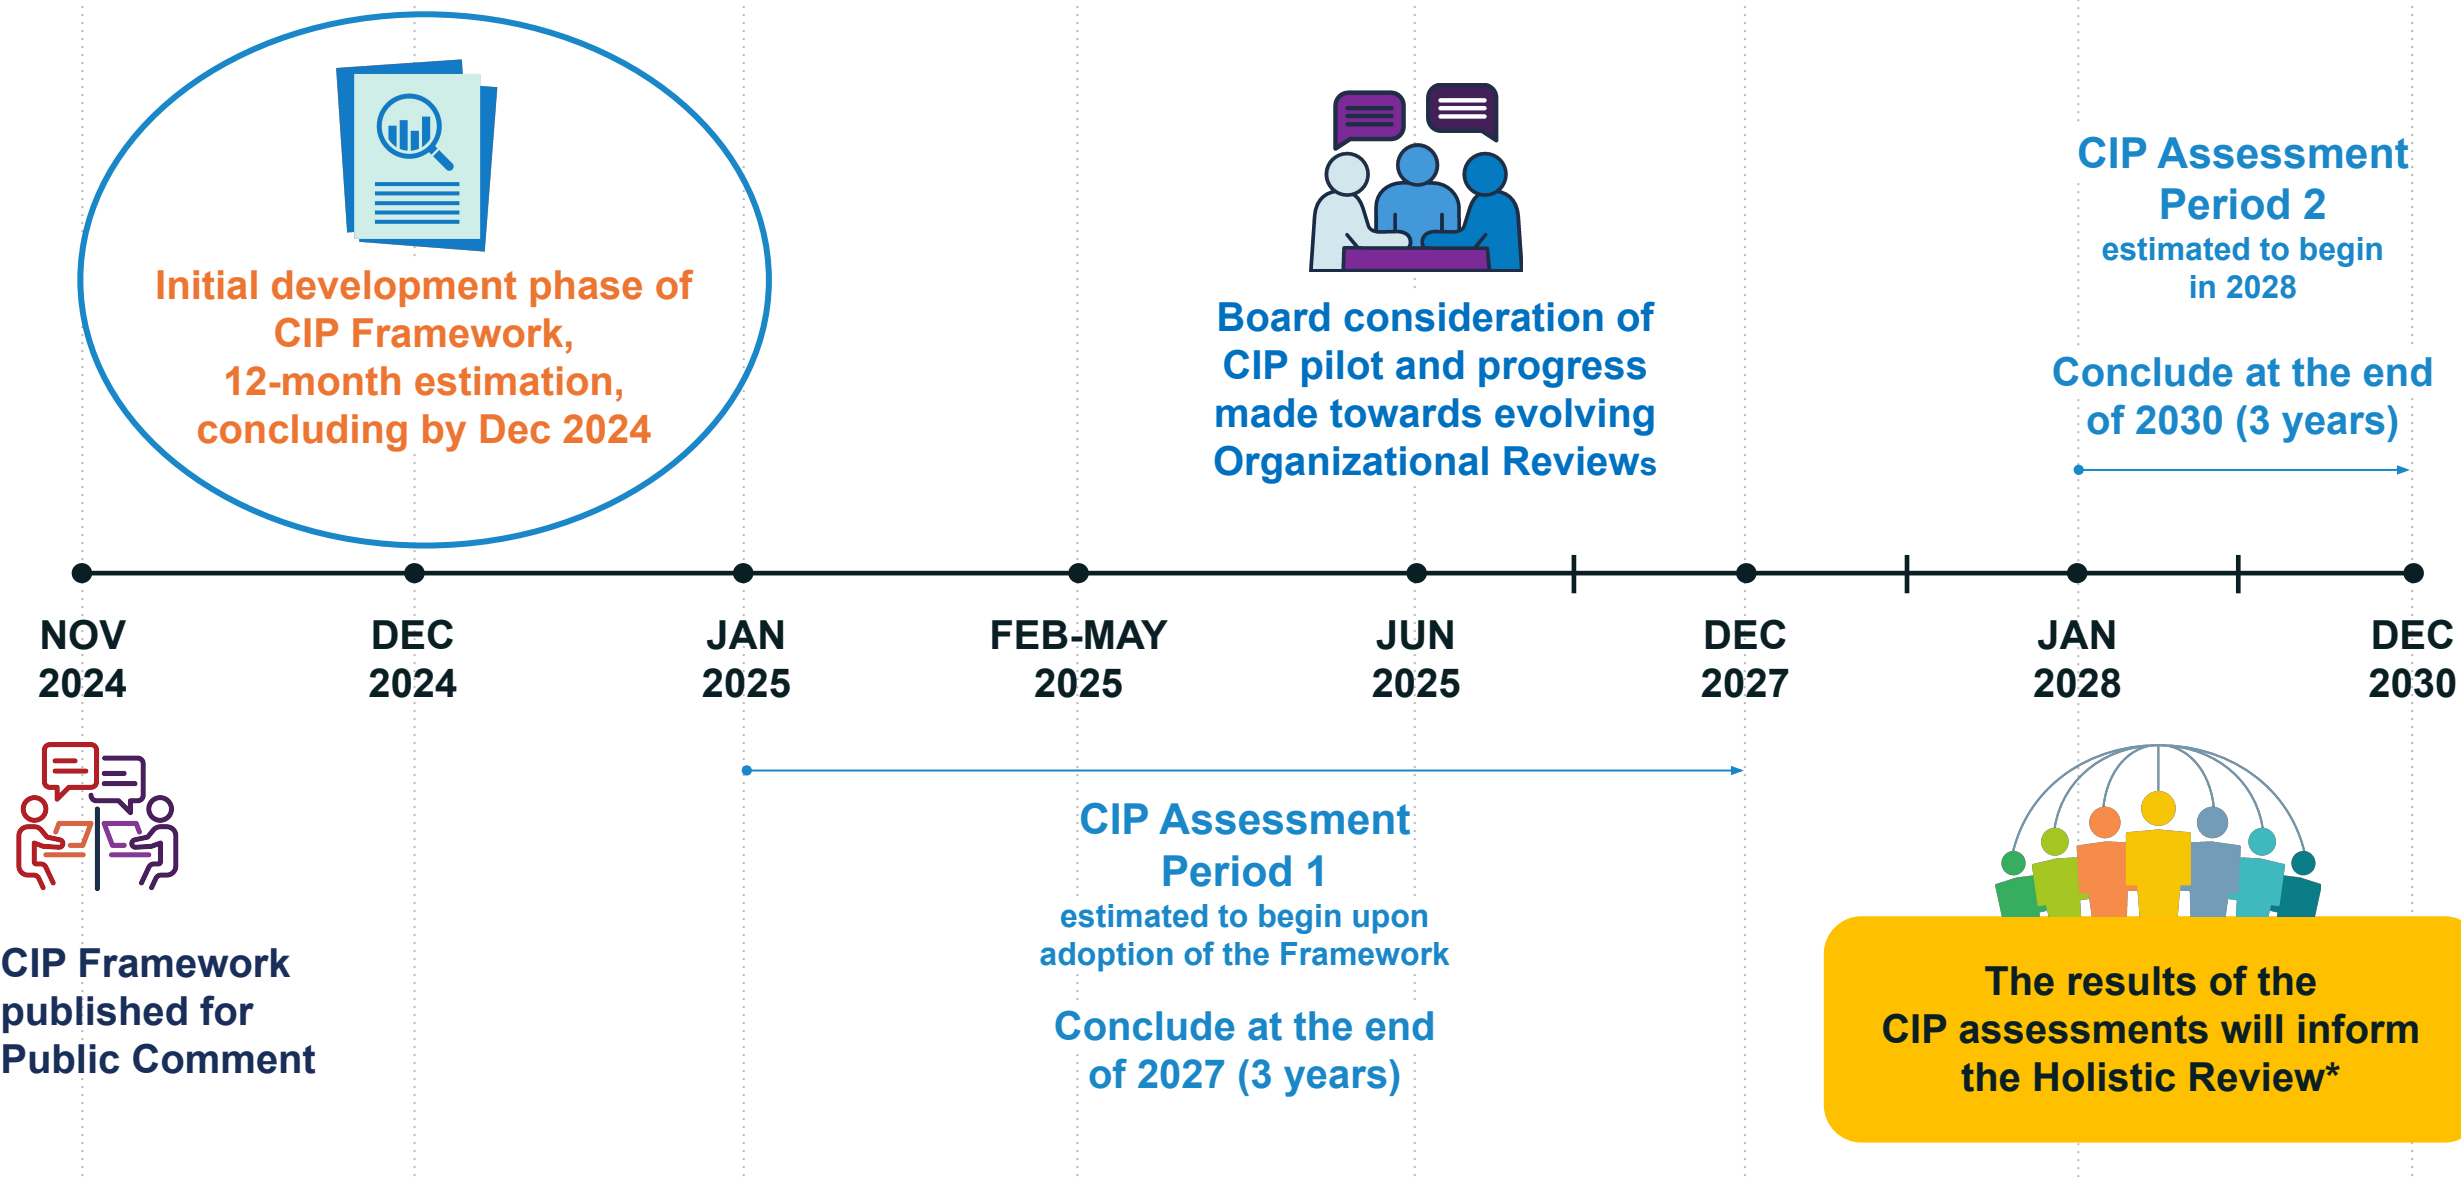 Initial development phase of
CIP Framework,
12-month estimation,
concluding by Dec 2024
Board consideration of
CIP pilot and progress
made towards evolving
Organizational Reviews
CIP Assessment
Period 2
estimated to begin
in 2028
Conclude at the end
of 2030 (3 years)
NOV
2024
DEC
2024
JAN
2025
FEB-MAY
2025
JUN
2025
DEC
2027
JAN
2028
DEC
2030
CIP Framework
published for
Public Comment
CIP Assessment
Period 1
estimated to begin upon
adoption of the Framework
Conclude at the end
of 2027 (3 years)
The results of the
CIP assessments will inform
the Holistic Review*